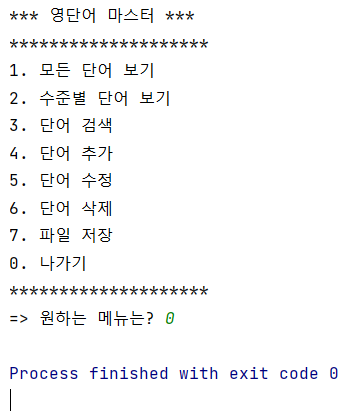 *** 영단어 마스터 ***
********************
1. 모든 단어 보기
2. 수준별 단어 보기
3. 단어 검색
4. 단어 추가
5. 단어 수정
6. 단어 삭제
7. 파일 저장
0. 나가기
********************
=> 원하는 메뉴는? 0
Process finished with exit code 0